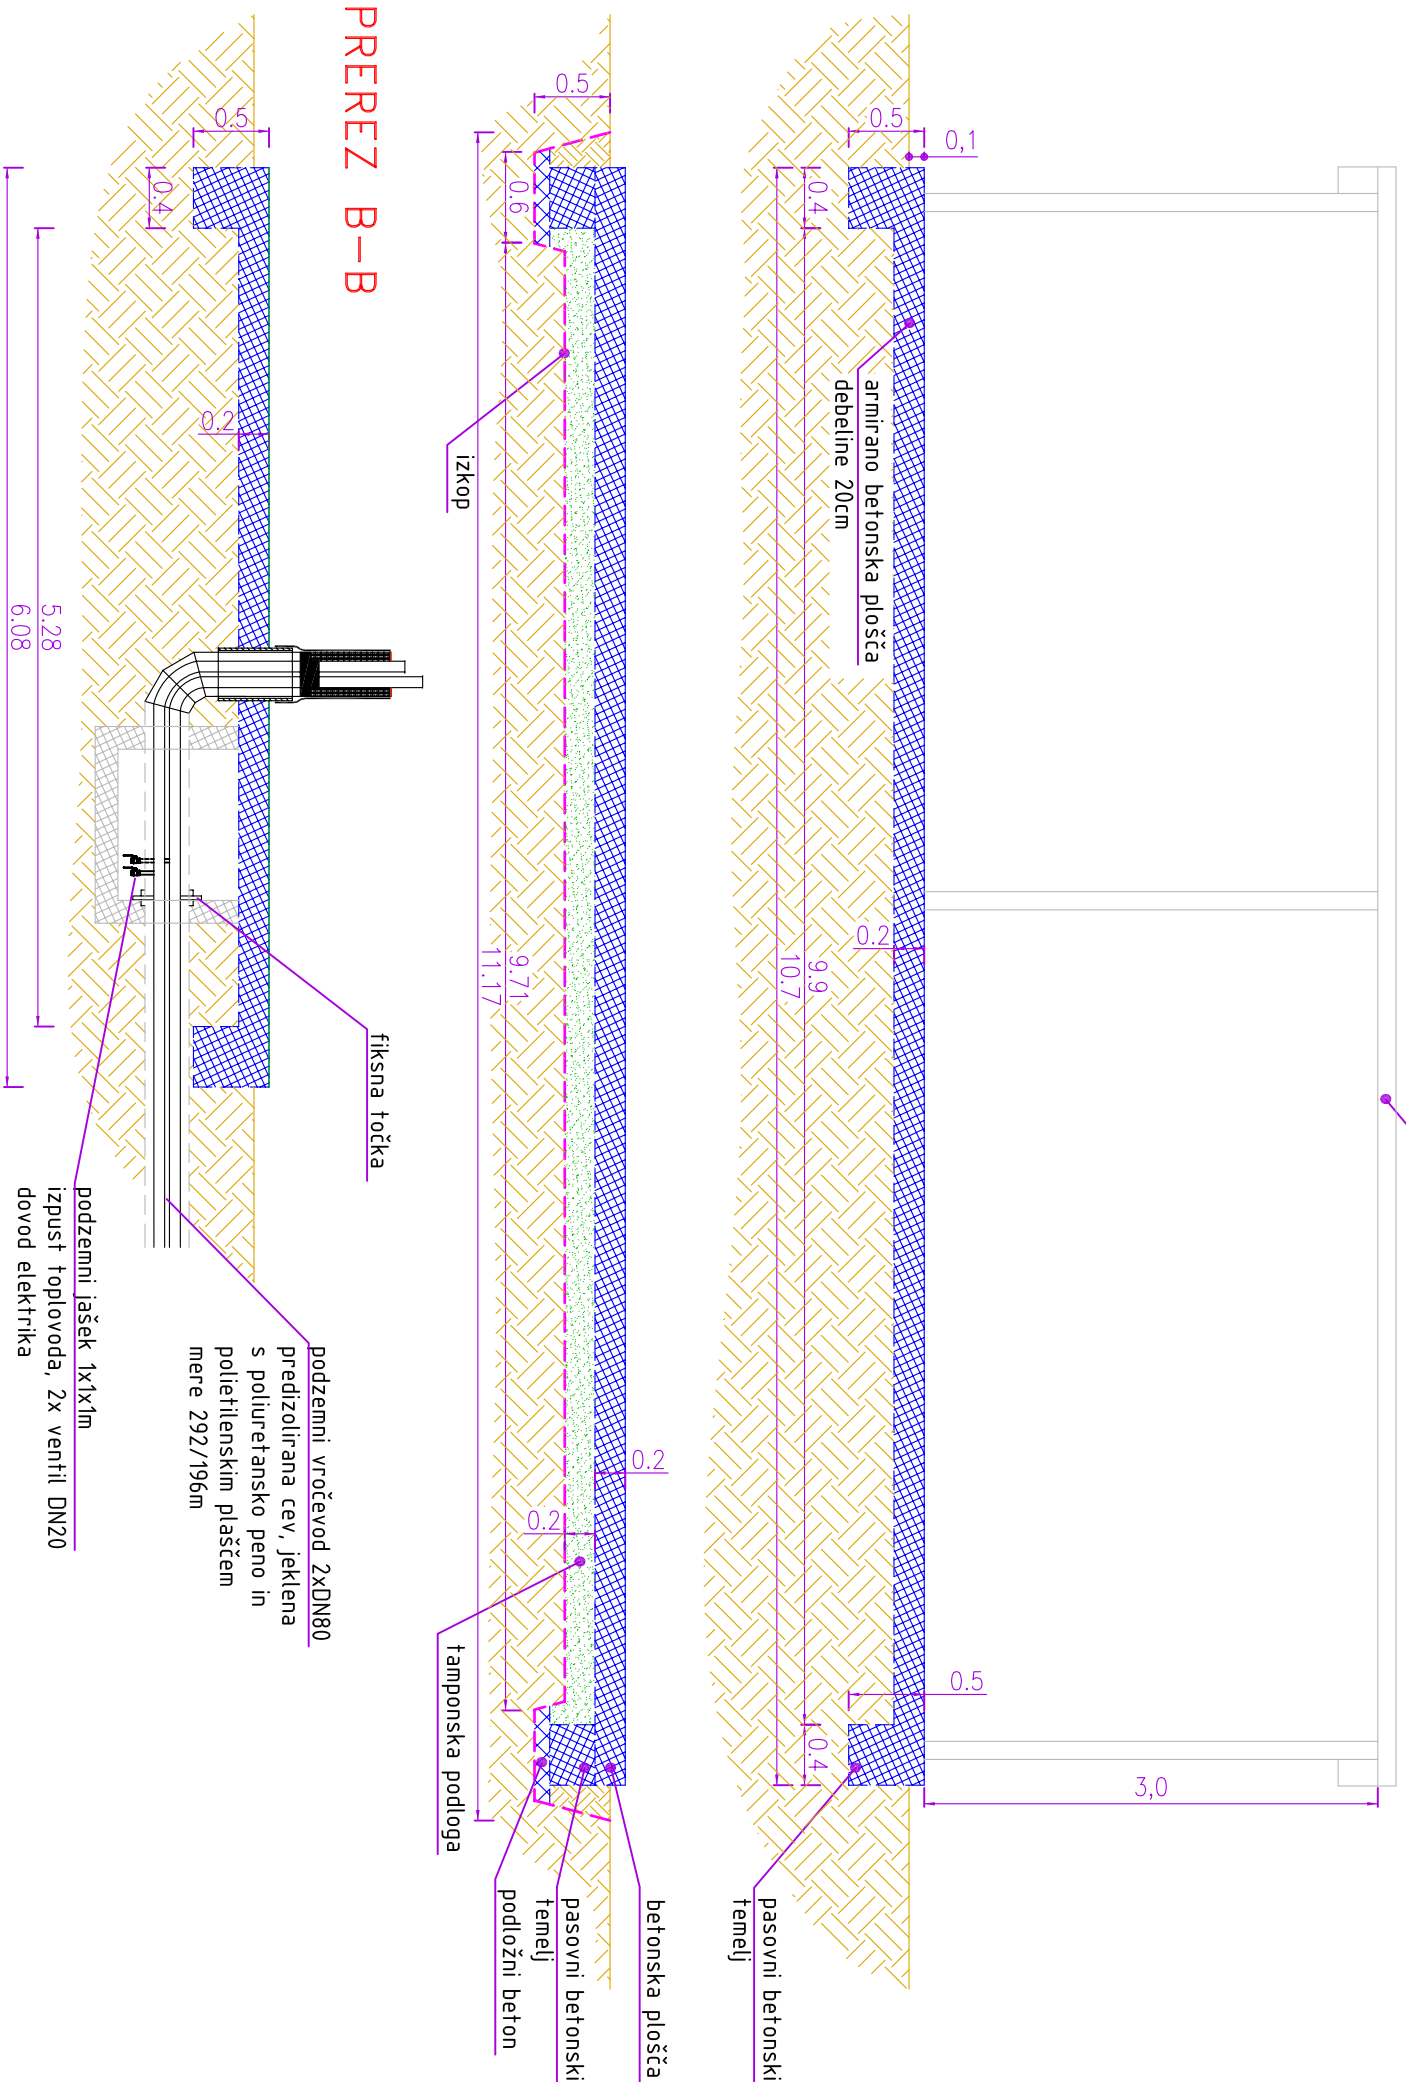 3,0
0,1
0.5
0.4
9.9
10.7
0.4
0.5
0.2
armirano betonska plošča
debeline 20cm
pasovni betonski
temelj
0.5
0.6
9.71
11.17
0.2
0.2
izkop
tamponska podloga
betonska plošča
pasovni betonski
temelj
podložni beton
PREREZ B-B
0.5
0.4
0.2
5.28
6.08
fiksna točka
podzemni vročevod 2xDN80
predizolirana cev, jeklena
s poliuretansko peno in
polietilenskim plaščem
mere 292/196m
podzemni jašek 1x1x1m
izpust toplovoda, 2x ventil DN20
dovod elektrika